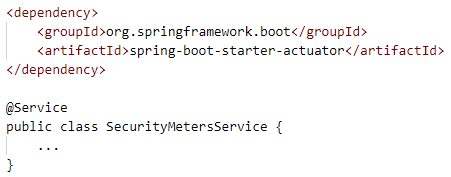 <dependency>
    <groupId>org.springframework.boot</groupId>
    <artifactId>spring-boot-starter-actuator</artifactId>
</dependency>

@Service
public class SecurityMetersService {
    ...
}